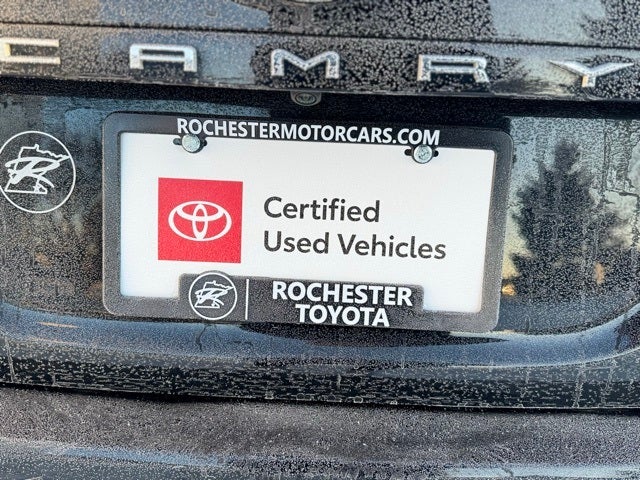 CAMRY
ROCHESTERMOTORCARS.COM
Certified
Used Vehicles
ROCHESTER
TOYOTA